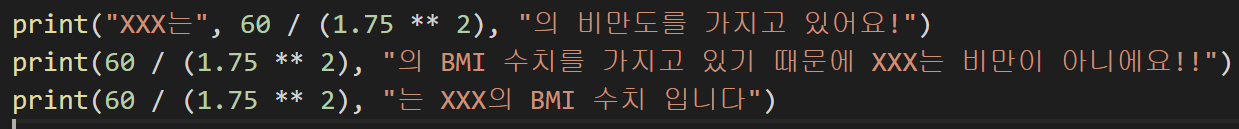 print("XXX는", 60 / (1.75 ** 2), "의 비만도를 가지고 있어요!")
print(60 / (1.75 ** 2), "의 BMI 수치를 가지고 있기 때문에 XXX는 비만이 아니에요!!")
print(60 / (1.75 ** 2), "는 XXX의 BMI 수치 입니다")